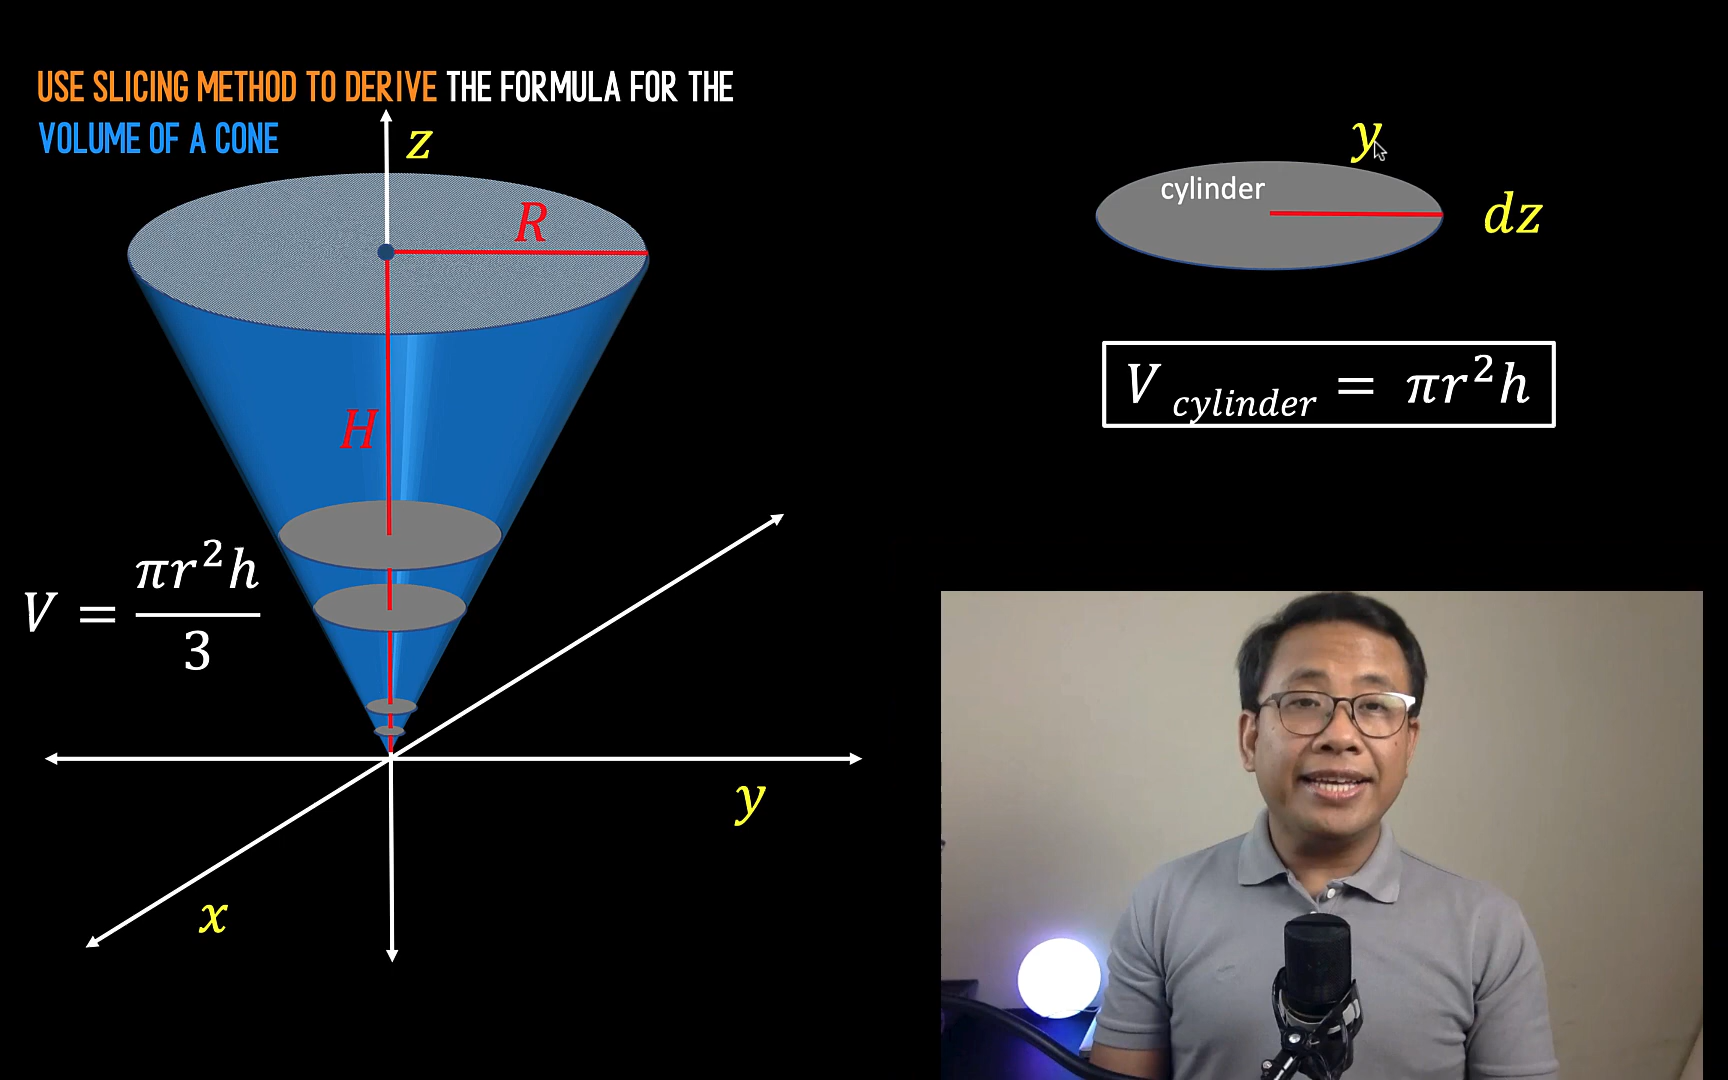 USE SLICING METHOD TO DERIVE THE FORMULA FOR THE
VOLUME OF A CONE
z
R
H
V = πr²h / 3
y
x
y
cylinder
dz
V cylinder = πr²h